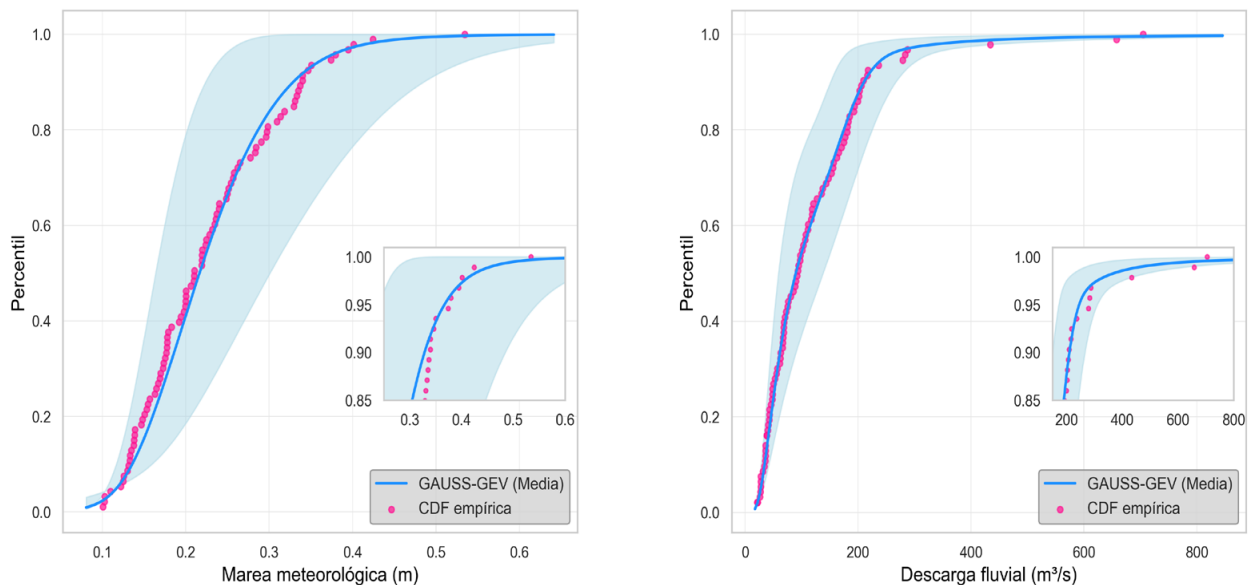 Percentil
1.0
0.8
0.6
0.4
0.2
0.0
1.00
0.95
0.90
0.85
0.3 0.4 0.5 0.6
GAUSS-GEV (Media)
CDF empírica
0.1 0.2 0.3 0.4 0.5 0.6
Marea meteorológica (m)
Percentil
1.0
0.8
0.6
0.4
0.2
0.0
1.00
0.95
0.90
0.85
200 400 600 800
GAUSS-GEV (Media)
CDF empírica
0 200 400 600 800
Descarga fluvial (m³/s)